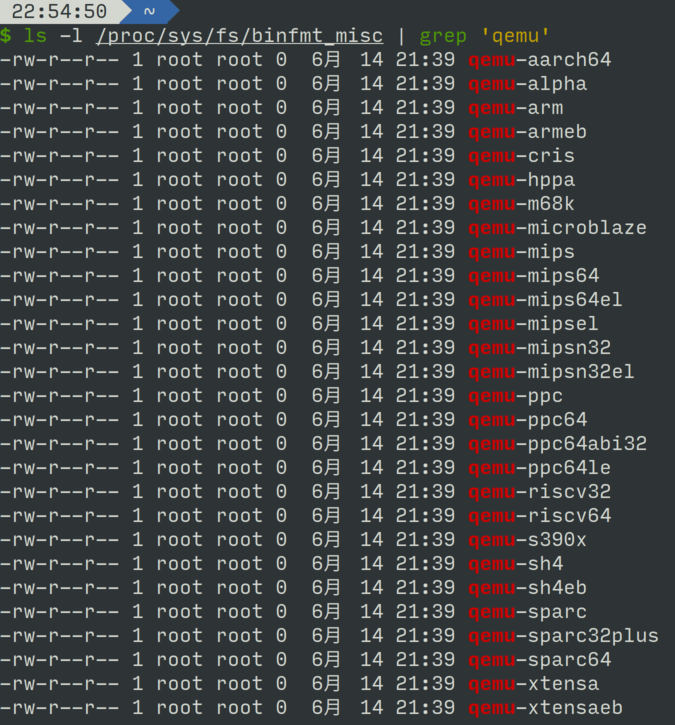 22:54:50 ~
$ ls -l /proc/sys/fs/binfmt_misc | grep 'qemu'
-rw-r--r-- 1 root root 0  6月  14 21:39 qemu-aarch64
-rw-r--r-- 1 root root 0  6月  14 21:39 qemu-alpha
-rw-r--r-- 1 root root 0  6月  14 21:39 qemu-arm
-rw-r--r-- 1 root root 0  6月  14 21:39 qemu-armeb
-rw-r--r-- 1 root root 0  6月  14 21:39 qemu-cris
-rw-r--r-- 1 root root 0  6月  14 21:39 qemu-hppa
-rw-r--r-- 1 root root 0  6月  14 21:39 qemu-m68k
-rw-r--r-- 1 root root 0  6月  14 21:39 qemu-microblaze
-rw-r--r-- 1 root root 0  6月  14 21:39 qemu-mips
-rw-r--r-- 1 root root 0  6月  14 21:39 qemu-mips64
-rw-r--r-- 1 root root 0  6月  14 21:39 qemu-mips64el
-rw-r--r-- 1 root root 0  6月  14 21:39 qemu-mipsel
-rw-r--r-- 1 root root 0  6月  14 21:39 qemu-mipsn32
-rw-r--r-- 1 root root 0  6月  14 21:39 qemu-mipsn32el
-rw-r--r-- 1 root root 0  6月  14 21:39 qemu-ppc
-rw-r--r-- 1 root root 0  6月  14 21:39 qemu-ppc64
-rw-r--r-- 1 root root 0  6月  14 21:39 qemu-ppc64abi32
-rw-r--r-- 1 root root 0  6月  14 21:39 qemu-ppc64le
-rw-r--r-- 1 root root 0  6月  14 21:39 qemu-riscv32
-rw-r--r-- 1 root root 0  6月  14 21:39 qemu-riscv64
-rw-r--r-- 1 root root 0  6月  14 21:39 qemu-s390x
-rw-r--r-- 1 root root 0  6月  14 21:39 qemu-sh4
-rw-r--r-- 1 root root 0  6月  14 21:39 qemu-sh4eb
-rw-r--r-- 1 root root 0  6月  14 21:39 qemu-sparc
-rw-r--r-- 1 root root 0  6月  14 21:39 qemu-sparc32plus
-rw-r--r-- 1 root root 0  6月  14 21:39 qemu-sparc64
-rw-r--r-- 1 root root 0  6月  14 21:39 qemu-xtensa
-rw-r--r-- 1 root root 0  6月  14 21:39 qemu-xtensaeb